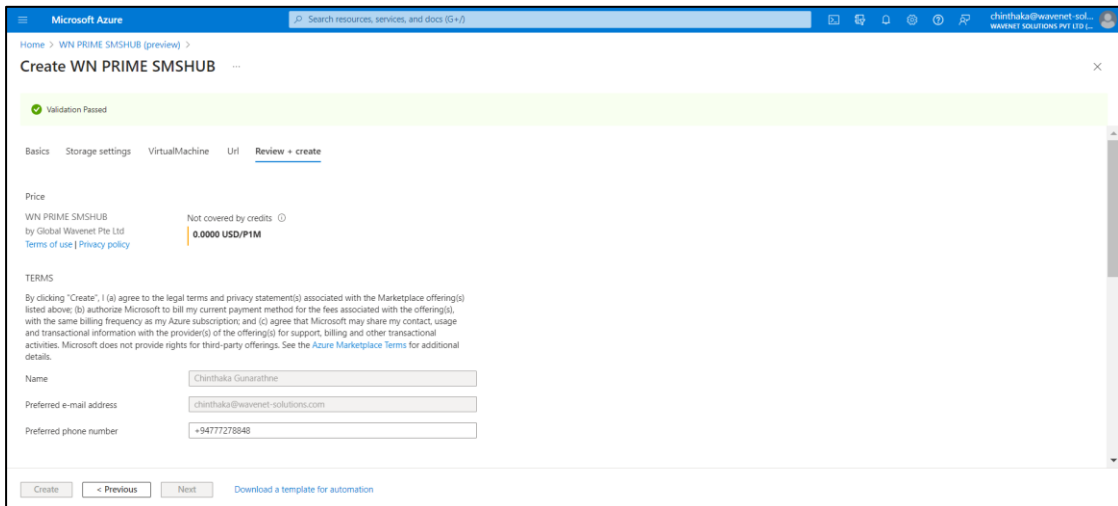 Microsoft Azure
Search resources, services, and docs (G+/)
chinthaka@wavenet-sol...
WAVENET SOLUTIONS PVT LTD (...
Home > WN PRIME SMSHUB (preview) >
Create WN PRIME SMSHUB ...
Validation Passed
Basics Storage settings VirtualMachine Url Review + create
Price
WN PRIME SMSHUB
by Global Wavenet Pte Ltd
Terms of use | Privacy policy
Not covered by credits
0.0000 USD/P1M
TERMS
By clicking "Create", I (a) agree to the legal terms and privacy statement(s) associated with the Marketplace offering(s)
listed above; (b) authorize Microsoft to bill my current payment method for the fees associated with the offering(s),
with the same billing frequency as my Azure subscription; and (c) agree that Microsoft may share my contact, usage
and transactional information with the provider(s) of the offering(s) for support, billing and other transactional
activities. Microsoft does not provide rights for third-party offerings. See the Azure Marketplace Terms for additional
details.
Name Chinthaka Gunarathne
Preferred e-mail address chinthaka@wavenet-solutions.com
Preferred phone number +94777278848
Create < Previous Next Download a template for automation